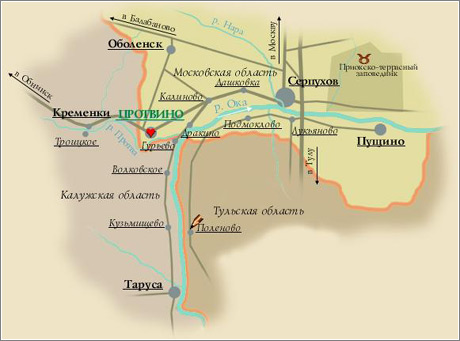 в Балабаново
р. Нара
в Москву
Оболенск
Приокско-террасный
заповедник
Московская область
в Обнинск
Дашковка
Серпухов
Калиново
р. Ока
Кременки
ПРОТВИНО
Подмоклово
Лукьяново
Дракино
Троицкое
р. Протва
Гурьево
Пущино
в Тулу
Волковское
Калужская область
Тульская область
Кузьмищево
Поленово
Таруса